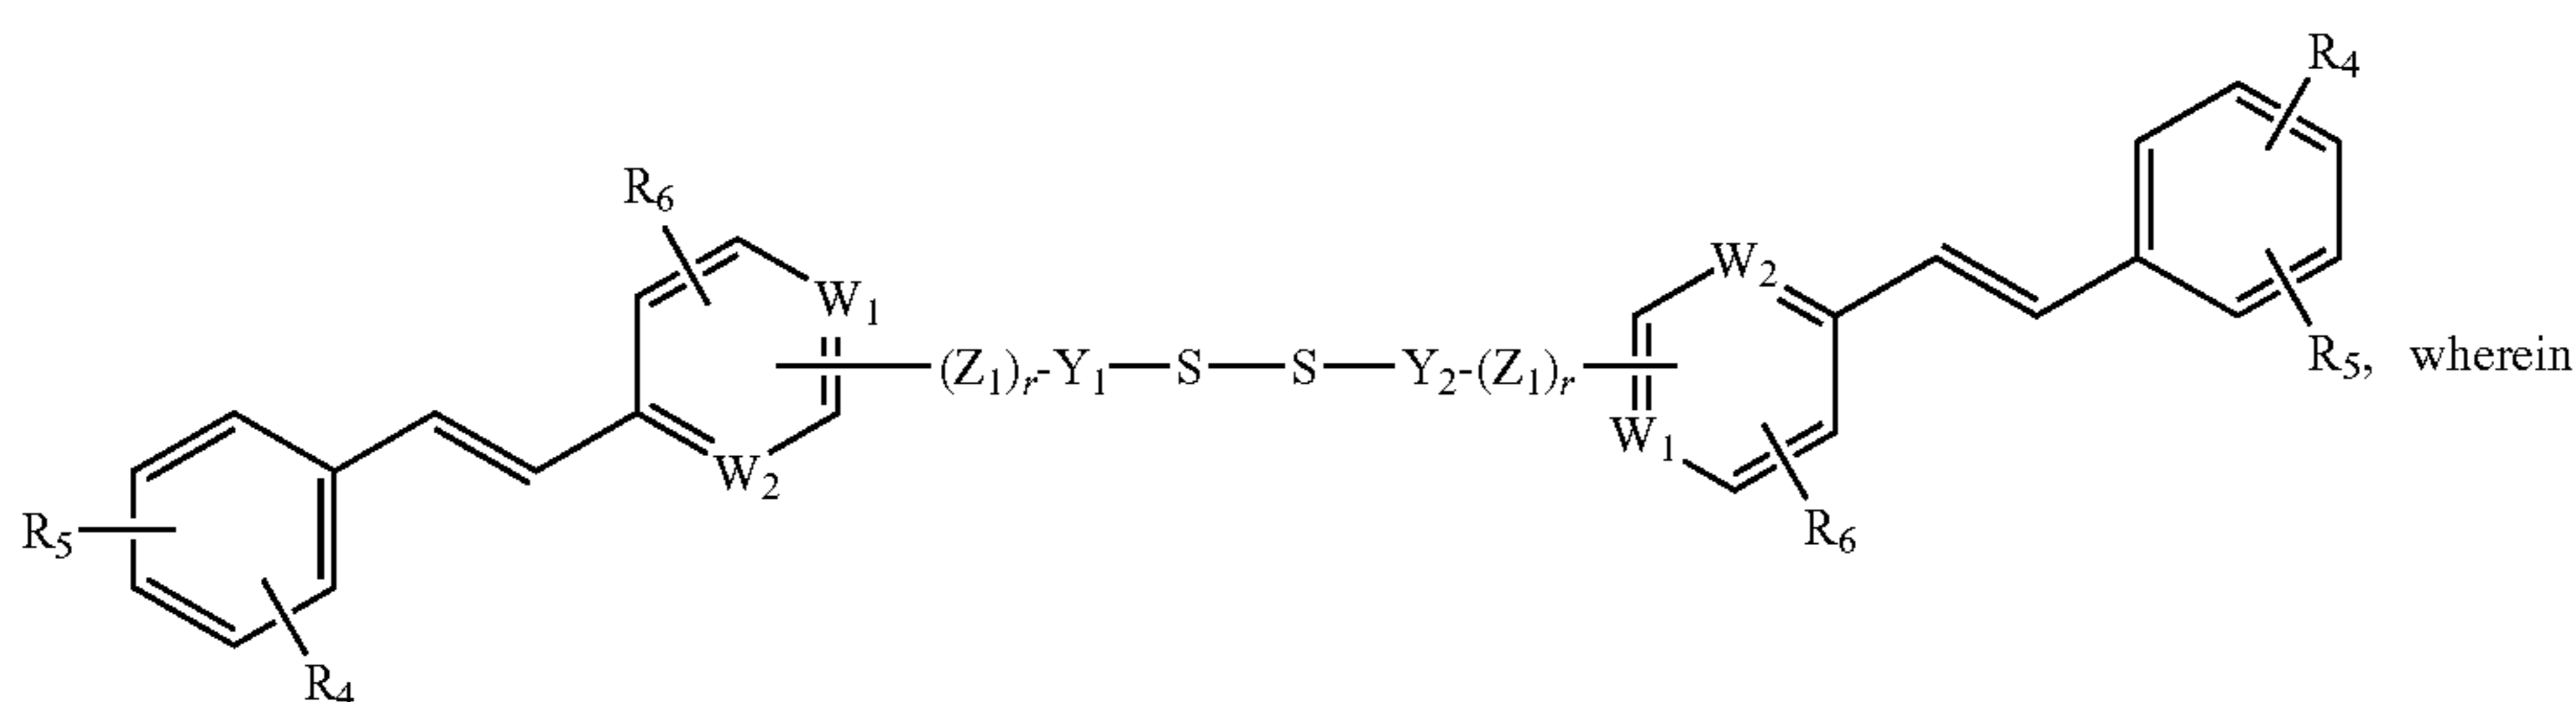 R4
R6
W2
W1
(Z1)r-Y1—S—S—Y2-(Z1)r
R5, wherein
W1
W2
R5
R6
R4